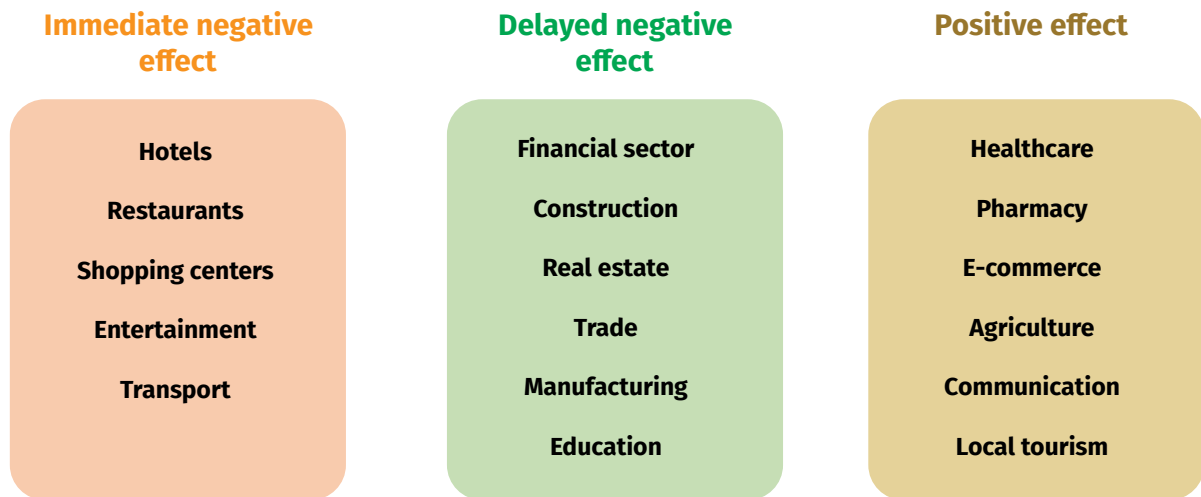 Immediate negative
effect
Hotels
Restaurants
Shopping centers
Entertainment
Transport
Delayed negative
effect
Financial sector
Construction
Real estate
Trade
Manufacturing
Education
Positive effect
Healthcare
Pharmacy
E-commerce
Agriculture
Communication
Local tourism